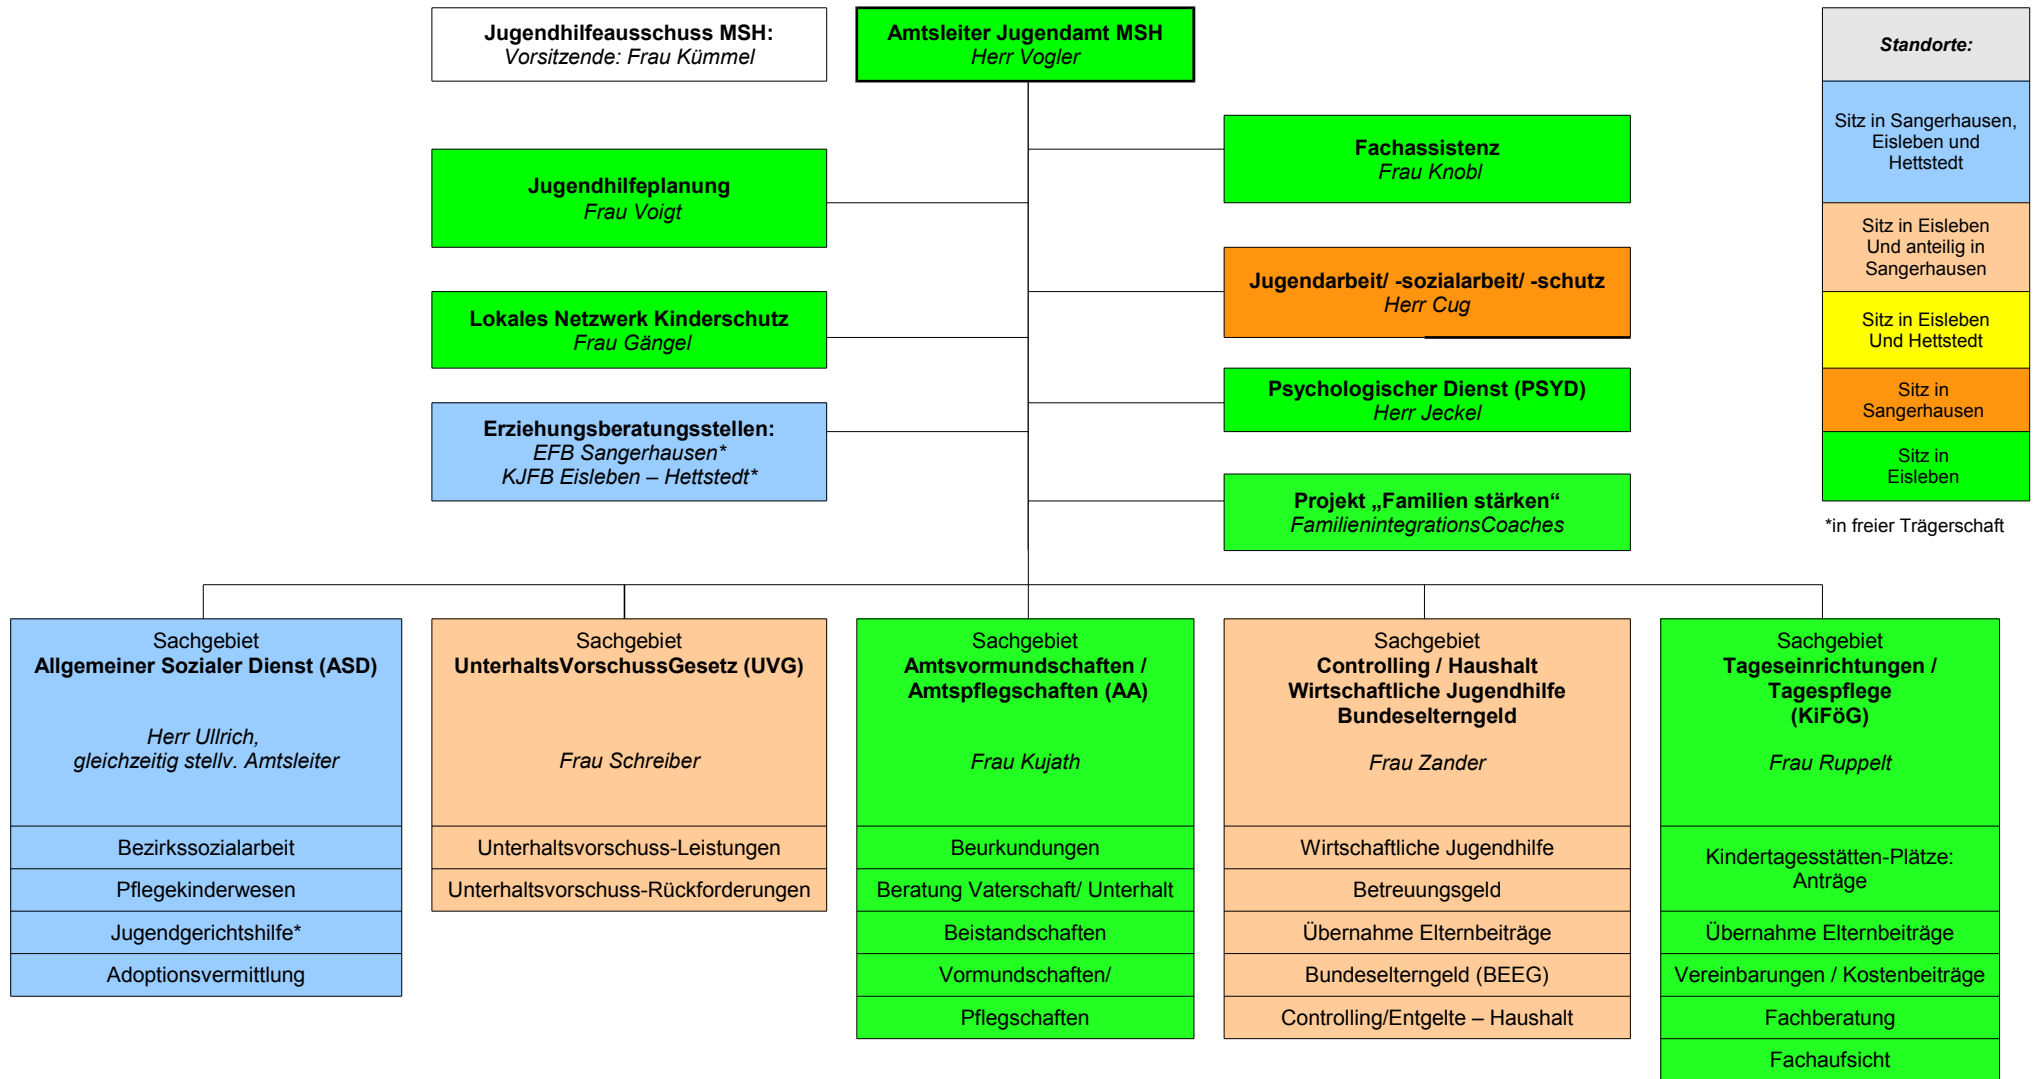 Jugendhilfeausschuss MSH:
Vorsitzende: Frau Kümmel
Amtsleiter Jugendamt MSH
Herr Vogler
Standorte:
Sitz in Sangerhausen,
Eisleben und
Hettstedt
Sitz in Eisleben
Und anteilig in
Sangerhausen
Sitz in Eisleben
Und Hettstedt
Sitz in
Sangerhausen
Sitz in
Eisleben
*in freier Trägerschaft
Fachassistenz
Frau Knobl
Jugendhilfeplanung
Frau Voigt
Jugendarbeit/ -sozialarbeit/ -schutz
Herr Cug
Lokales Netzwerk Kinderschutz
Frau Gängel
Psychologischer Dienst (PSYD)
Herr Jeckel
Erziehungsberatungsstellen:
EFB Sangerhausen*
KJFB Eisleben – Hettstedt*
Projekt „Familien stärken“
FamilienintegrationsCoaches
Sachgebiet
Allgemeiner Sozialer Dienst (ASD)
Herr Ullrich,
gleichzeitig stellv. Amtsleiter
Bezirkssozialarbeit
Pflegekinderwesen
Jugendgerichtshilfe*
Adoptionsvermittlung
Sachgebiet
UnterhaltsVorschussGesetz (UVG)
Frau Schreiber
Unterhaltsvorschuss-Leistungen
Unterhaltsvorschuss-Rückforderungen
Sachgebiet
Amtsvormundschaften /
Amtspflegschaften (AA)
Frau Kujath
Beurkundungen
Beratung Vaterschaft/ Unterhalt
Beistandschaften
Vormundschaften/
Pflegschaften
Sachgebiet
Controlling / Haushalt
Wirtschaftliche Jugendhilfe
Bundeselterngeld
Frau Zander
Wirtschaftliche Jugendhilfe
Betreuungsgeld
Übernahme Elternbeiträge
Bundeselterngeld (BEEG)
Controlling/Entgelte – Haushalt
Sachgebiet
Tageseinrichtungen /
Tagespflege
(KiFöG)
Frau Ruppelt
Kindertagesstätten-Plätze:
Anträge
Übernahme Elternbeiträge
Vereinbarungen / Kostenbeiträge
Fachberatung
Fachaufsicht